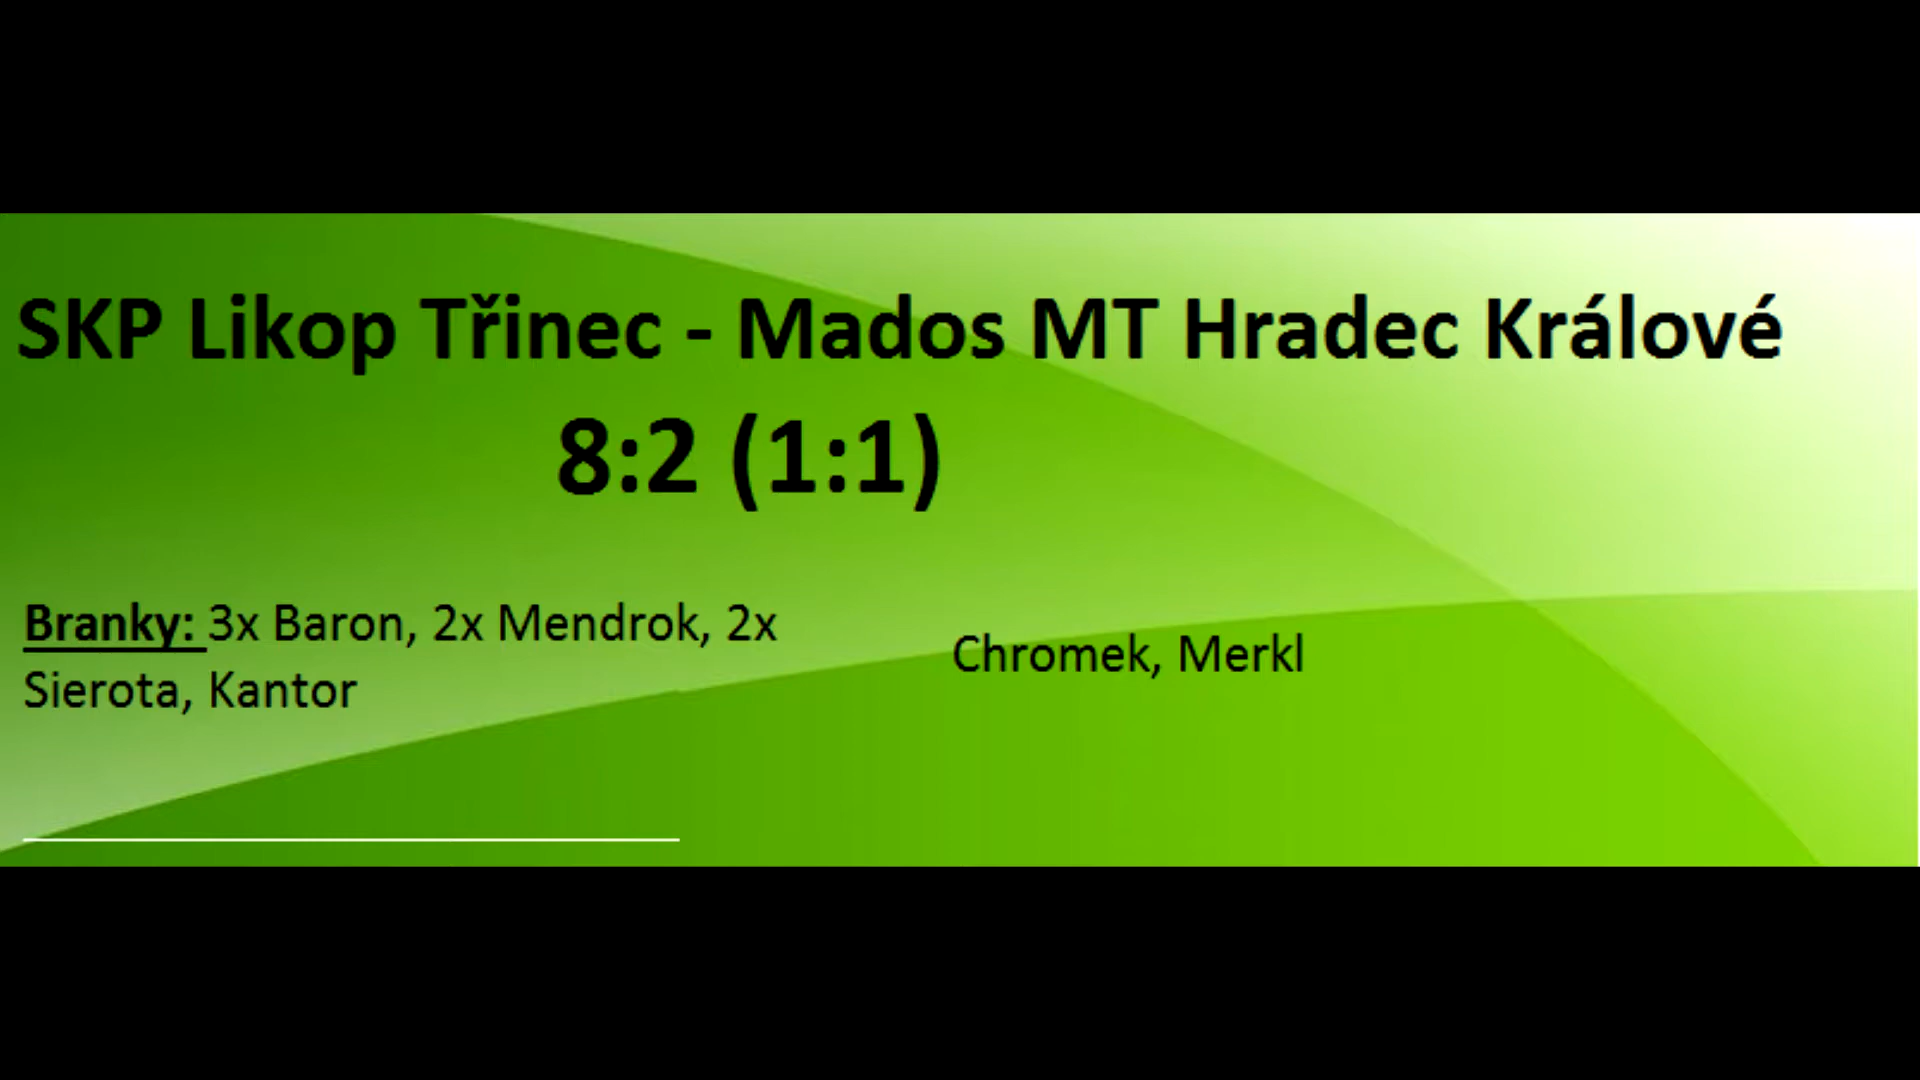 SKP Likop Třinec - Mados MT Hradec Králové
8:2 (1:1)
Branky: 3x Baron, 2x Mendrok, 2x
Sierota, Kantor
Chromek, Merkl